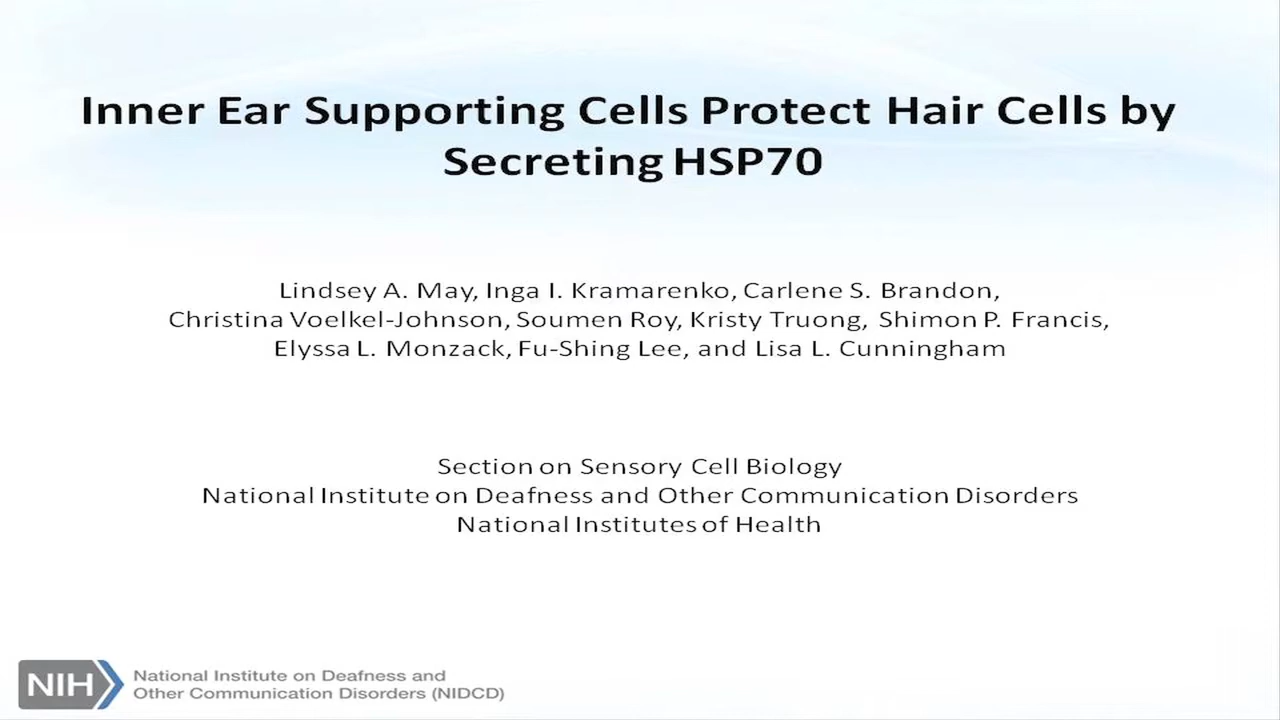 Inner Ear Supporting Cells Protect Hair Cells by
Secreting HSP70
Lindsey A. May, Inga I. Kramarenko, Carlene S. Brandon,
Christina Voelkel-Johnson, Soumen Roy, Kristy Truong, Shimon P. Francis,
Elyssa L. Monzack, Fu-Shing Lee, and Lisa L. Cunningham
Section on Sensory Cell Biology
National Institute on Deafness and Other Communication Disorders
National Institutes of Health
NIH
National Institute on Deafness and
Other Communication Disorders (NIDCD)